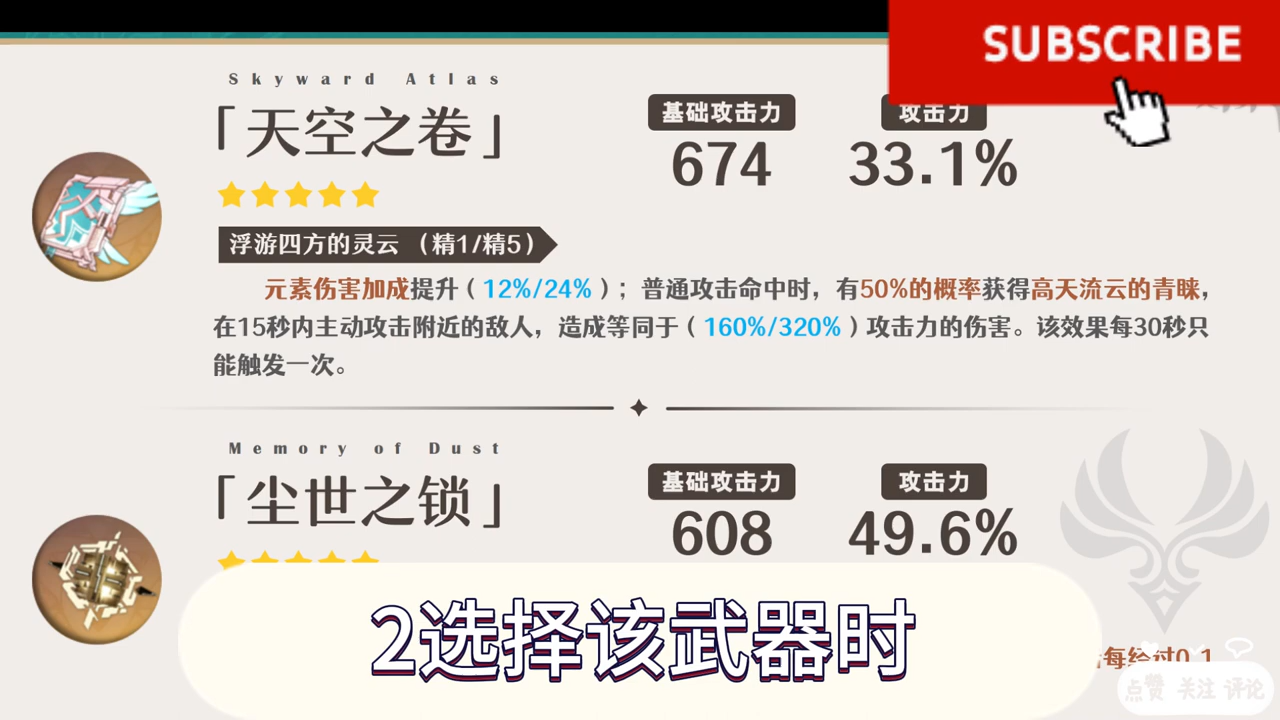 SUBSCRIBE
Skyward Atlas
「天空之卷」
基础攻击力
攻击力
674
33.1%
浮游四方的灵云（精1/精5）
元素伤害加成提升（12%/24%）；普通攻击命中时，有50%的概率获得高天流云的青睐，
在15秒内主动攻击附近的敌人，造成等同于（160%/320%）攻击力的伤害。该效果每30秒只
能触发一次。
Memory of Dust
「尘世之锁」
基础攻击力
攻击力
608
49.6%
2选择该武器时
点赞 关注 评论